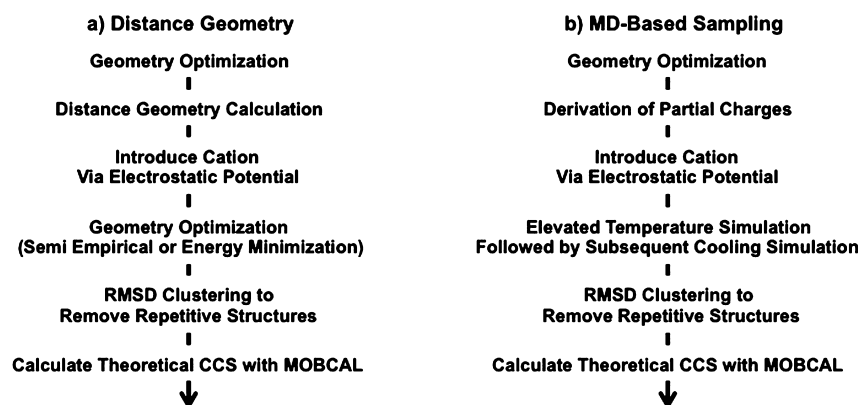 a) Distance Geometry
Geometry Optimization
Distance Geometry Calculation
Introduce Cation
Via Electrostatic Potential
Geometry Optimization
(Semi Empirical or Energy Minimization)
RMSD Clustering to
Remove Repetitive Structures
Calculate Theoretical CCS with MOBCAL
b) MD-Based Sampling
Geometry Optimization
Derivation of Partial Charges
Introduce Cation
Via Electrostatic Potential
Elevated Temperature Simulation
Followed by Subsequent Cooling Simulation
RMSD Clustering to
Remove Repetitive Structures
Calculate Theoretical CCS with MOBCAL